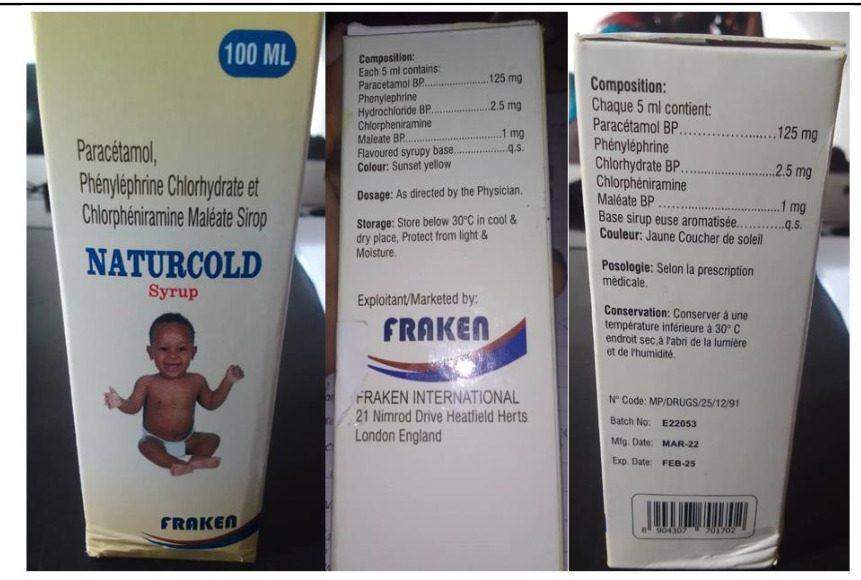 100 ML
Paracétamol,
Phényléphrine Chlorhydrate et
Chlorphéniramine Maléate Sirop
NATURCOLD
Syrup
FRAKEN
Composition:
Each 5 ml contains:
Paracetamol BP..................125 mg
Phenylephrine
Hydrochloride BP................2.5 mg
Chlorpheniramine
Maleate BP..........................1 mg
Flavoured syrupy base.............q.s.
Colour: Sunset yellow
Dosage: As directed by the Physician.
Storage: Store below 30°C in cool &
dry place, Protect from light &
Moisture.
Exploitant/Marketed by:
FRAKEN
FRAKEN INTERNATIONAL
21 Nimrod Drive Heatfield Herts
London England
Composition:
Chaque 5 ml contient:
Paracétamol BP..................125 mg
Phényléphrine
Chlorhydrate BP.................2.5 mg
Chlorphéniramine
Maléate BP ..........................1 mg
Base sirup euse aromatisée..........q.s.
Couleur: Jaune Coucher de soleil
Posologie: Selon la prescription
médicale.
Conservation: Conserver à une
température inférieure à 30° C
endroit sec,à l'abri de la lumière
et de l'humidité.
N° Code: MP/DRUGS/25/12/91
Batch No: E22053
Mfg. Date: MAR-22
Exp. Date: FEB-25
8 904307 701702